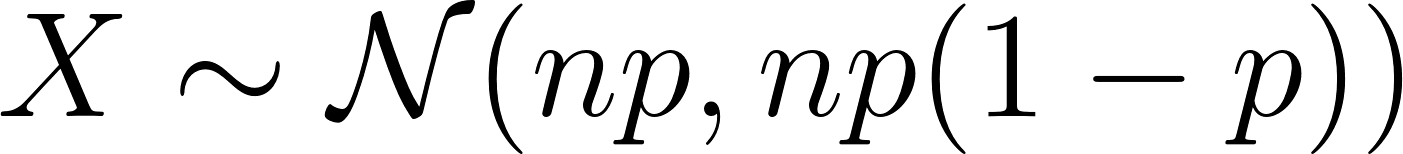 X ∼ 𝒩(np, np(1 − p))